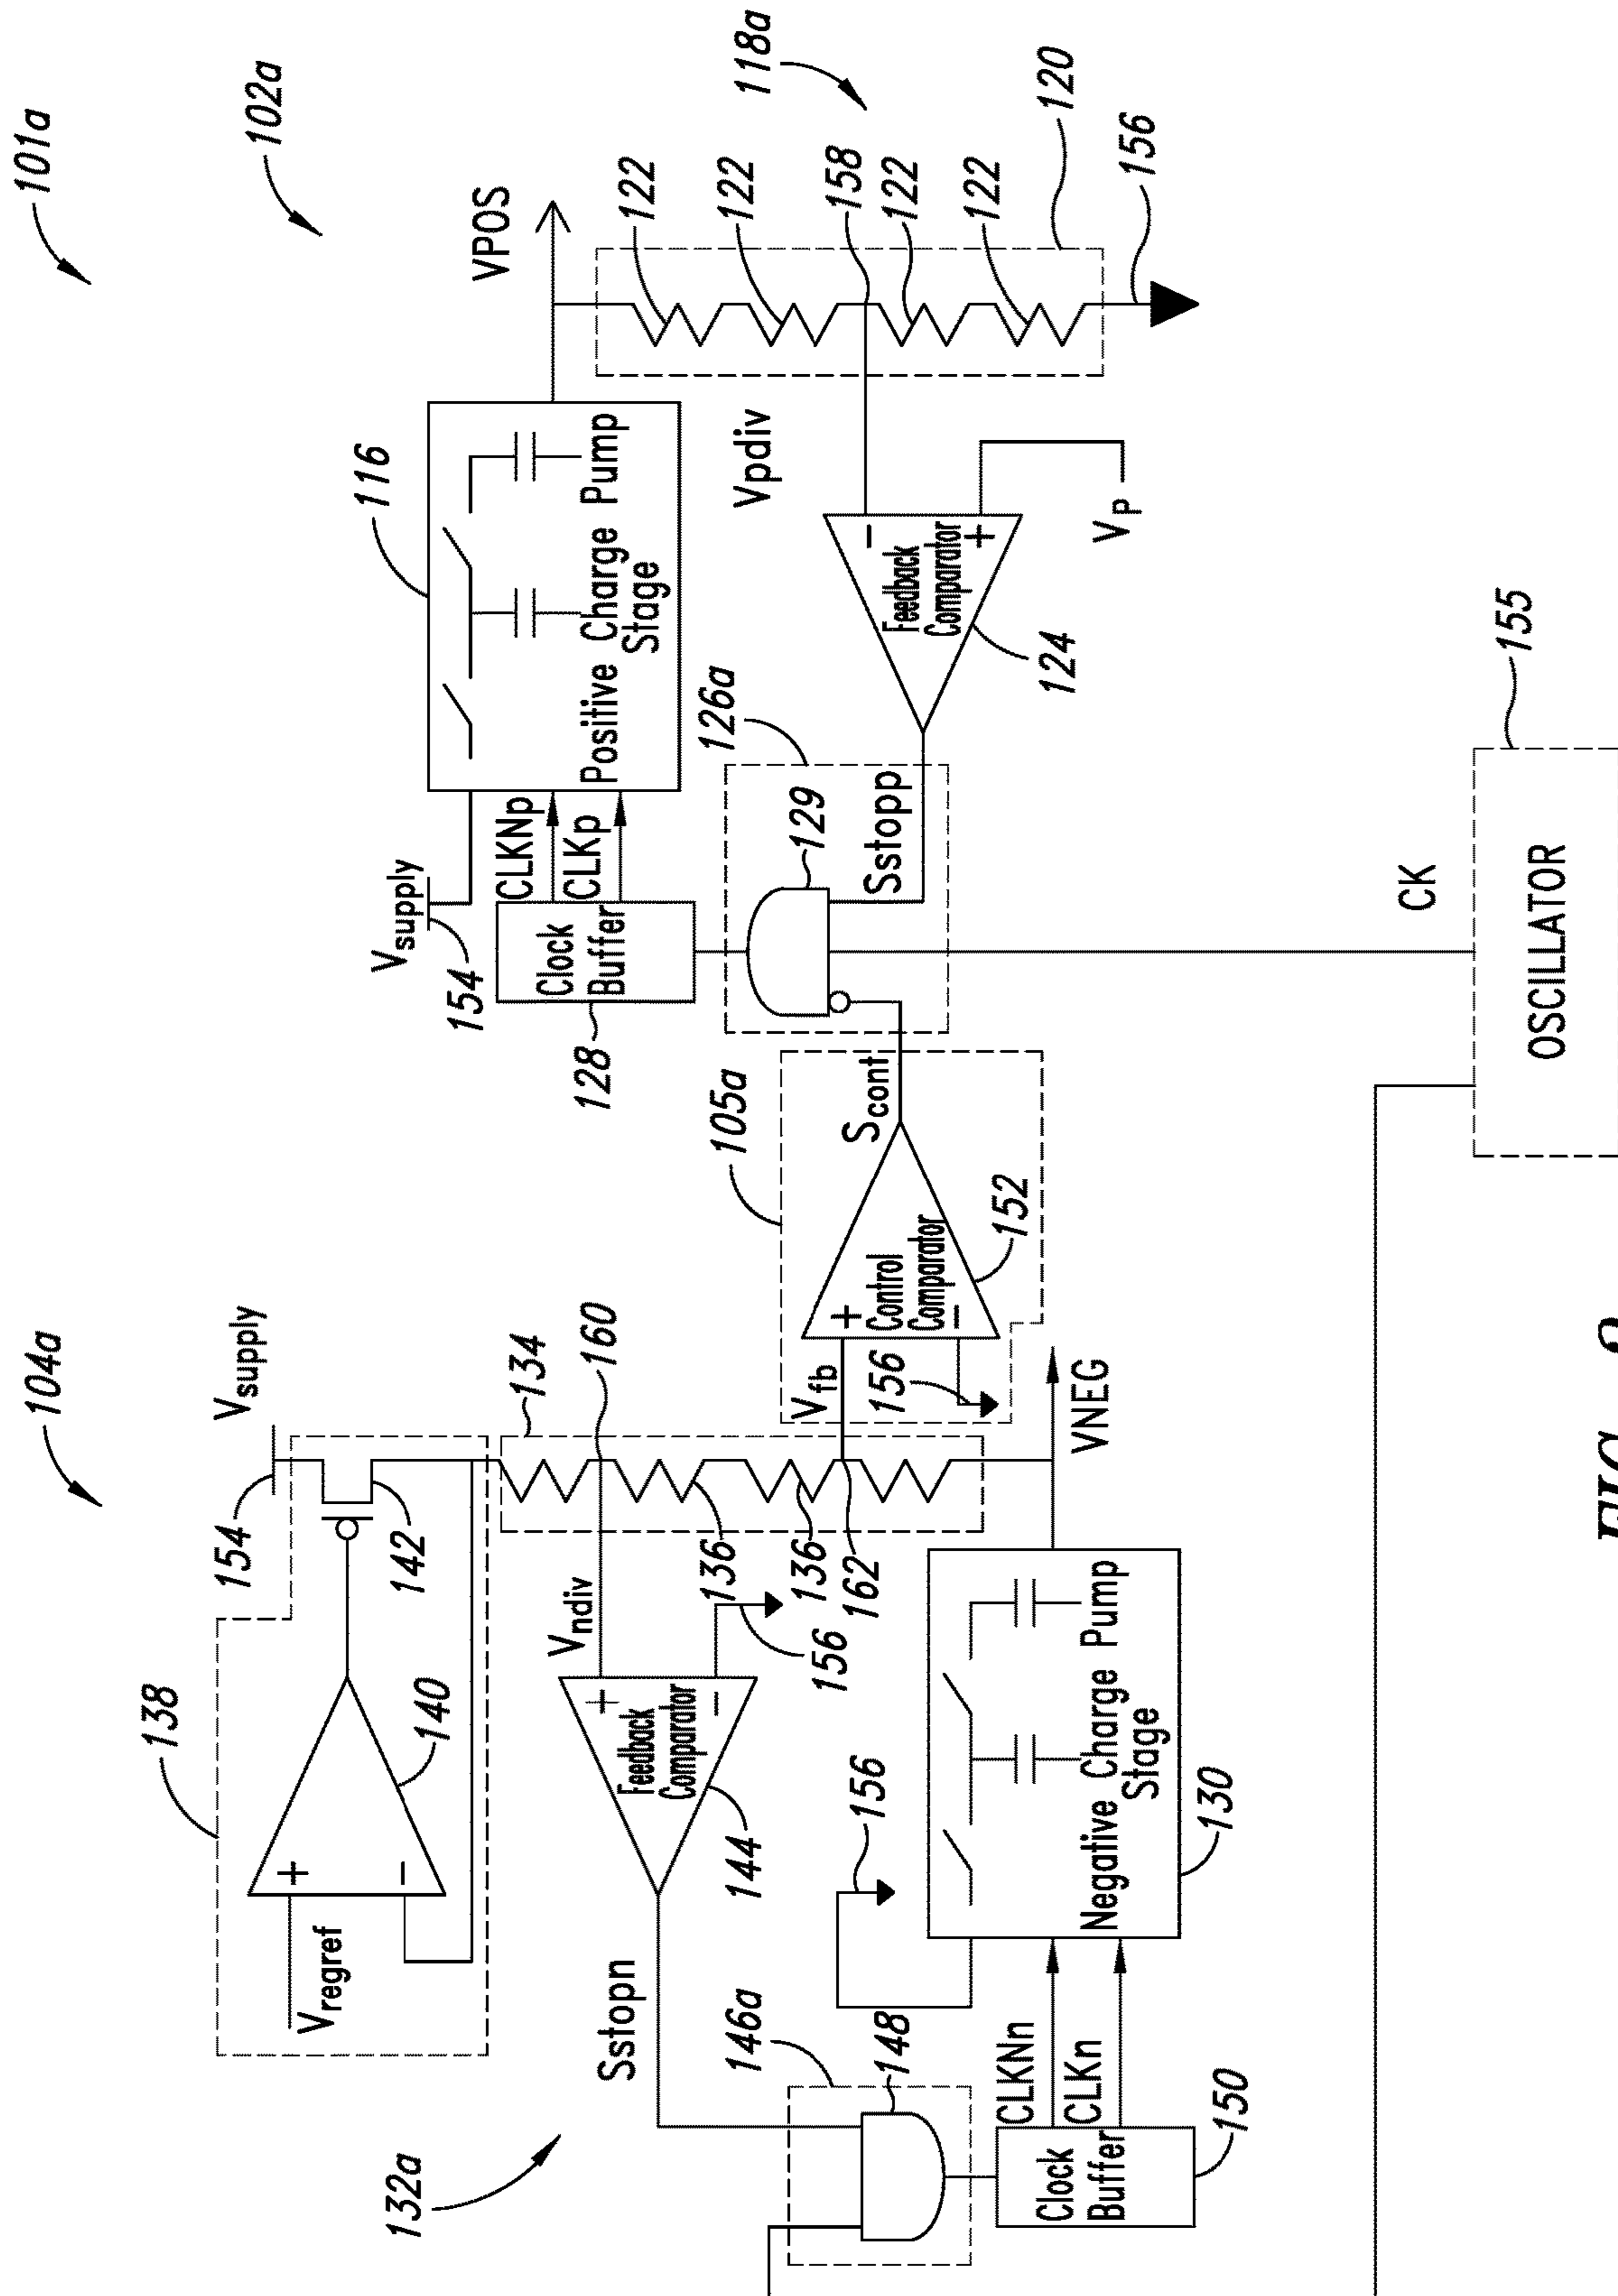 101a
102a
118a
120
156
VPOS
122
122
158
122
122
116
Positive Charge Pump
Stage
Vpdiv
Feedback
Comparator
-
+
VP
124
Vsupply
154
CLKNp
CLKp
Clock
Buffer
128
126a
129
Sstopp
CK
155
OSCILLATOR
105a
Scont
Control
Comparator
+
-
152
Vfb
156
104a
Vsupply
154
142
138
140
+
-
Vregref
134
160
136
136
162
VNEG
Vndiv
156
Feedback
Comparator
+
-
144
Sstopn
132a
146a
148
156
Negative Charge Pump
Stage
130
CLKNn
CLKn
Clock
Buffer
150
FIG.